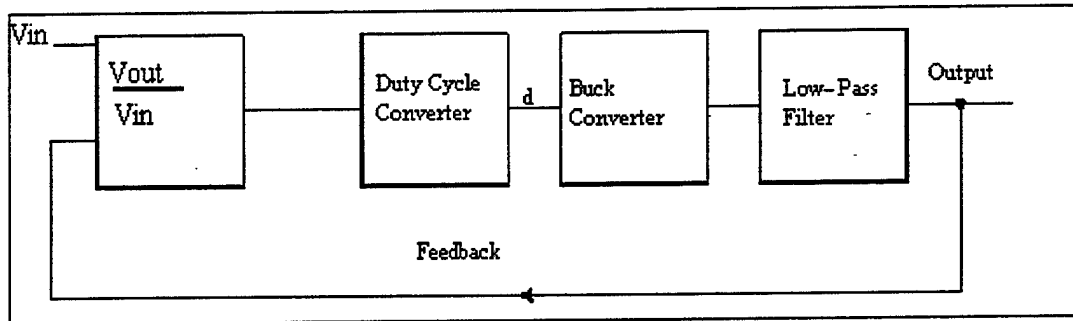 Vin
Vout
Vin
Duty Cycle
Converter
d
Buck
Converter
Low-Pass
Filter
Output
Feedback